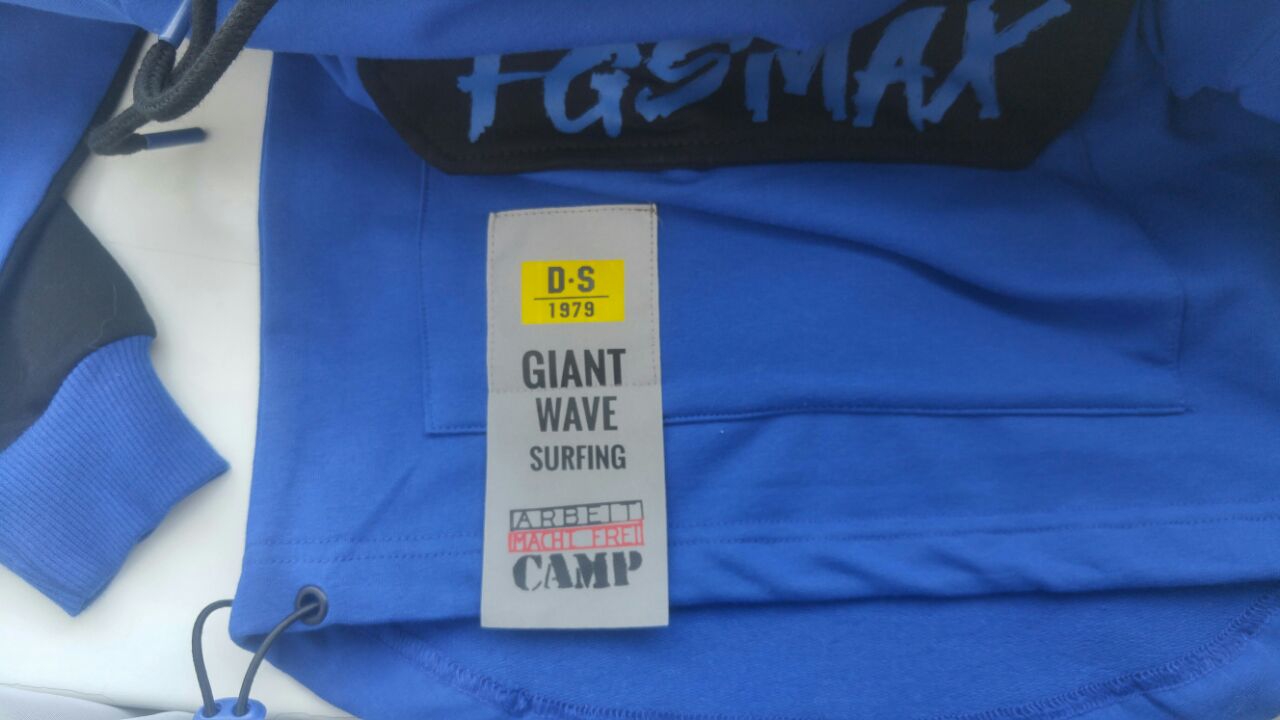 FGSMAX
D·S
1979
GIANT
WAVE
SURFING
ARBEIT
MACHT FREI
CAMP